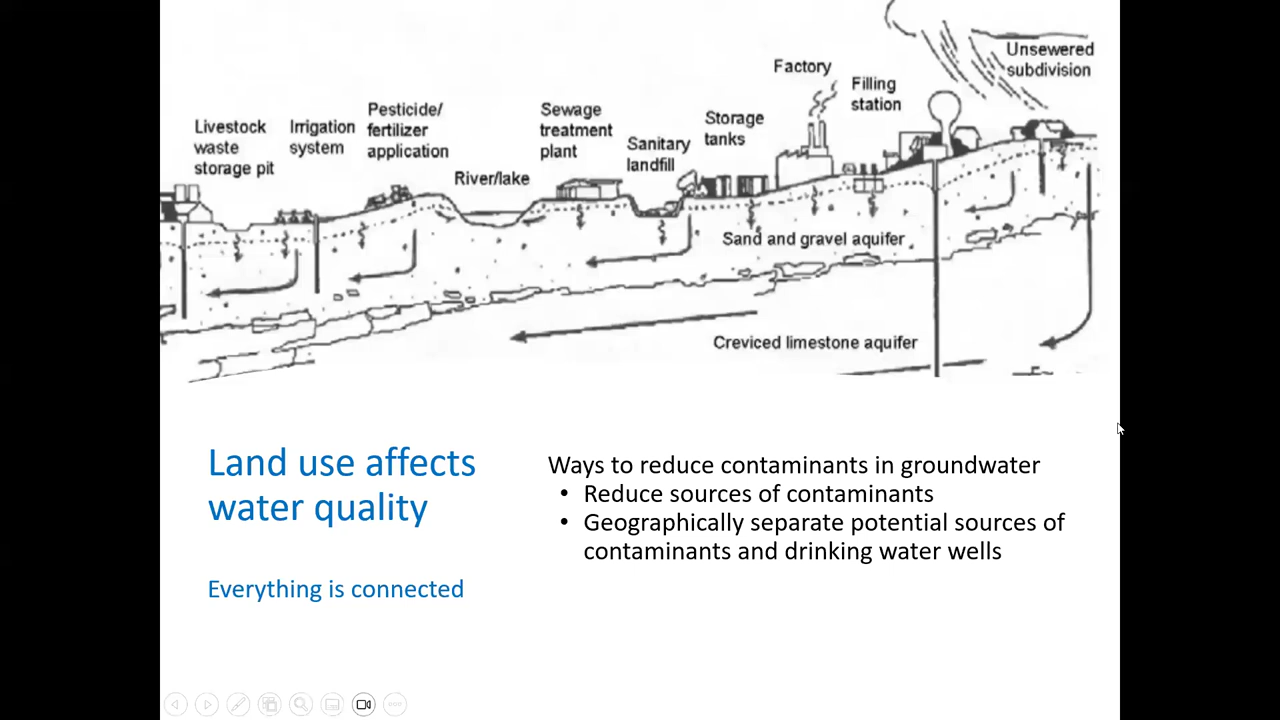 Unsewered
subdivision
Factory
Filling
station
Pesticide/
fertilizer
application
Sewage
treatment
plant
Storage
tanks
Livestock
waste
storage pit
Irrigation
system
Sanitary
landfill
River/lake
Sand and gravel aquifer
Creviced limestone aquifer
Land use affects
water quality
Everything is connected
Ways to reduce contaminants in groundwater
• Reduce sources of contaminants
• Geographically separate potential sources of
contaminants and drinking water wells